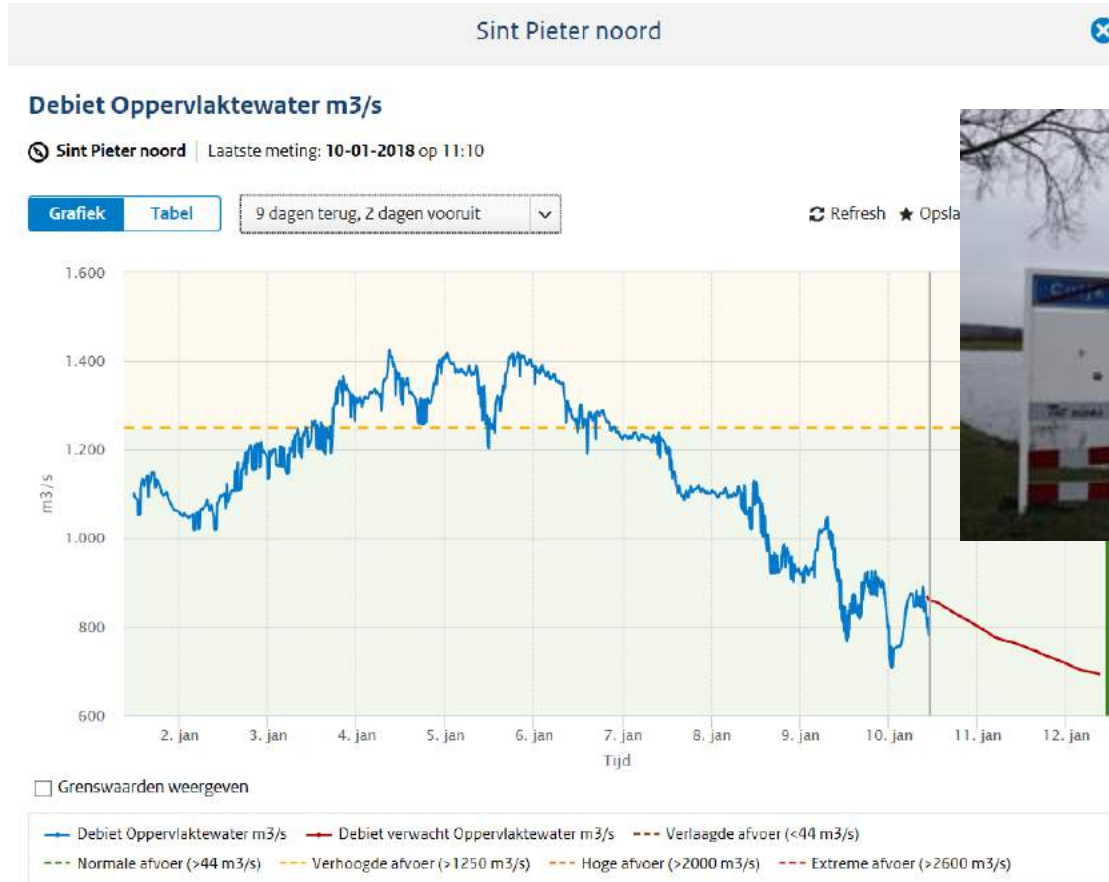 Sint Pieter noord
Debiet Oppervlaktewater m3/s
Sint Pieter noord | Laatste meting: 10-01-2018 op 11:10
Grafiek Tabel 9 dagen terug, 2 dagen vooruit Refresh Opsla
1.600
1.400
1.200
1.000
800
600
m3/s
2. jan 3. jan 4. jan 5. jan 6. jan 7. jan 8. jan 9. jan 10. jan 11. jan 12. jan
Tijd
Grenswaarden weergeven
Debiet Oppervlaktewater m3/s Debiet verwacht Oppervlaktewater m3/s Verlaagde afvoer (<44 m3/s)
Normale afvoer (>44 m3/s) Verhoogde afvoer (>1250 m3/s) Hoge afvoer (>2000 m3/s) Extreme afvoer (>2600 m3/s)